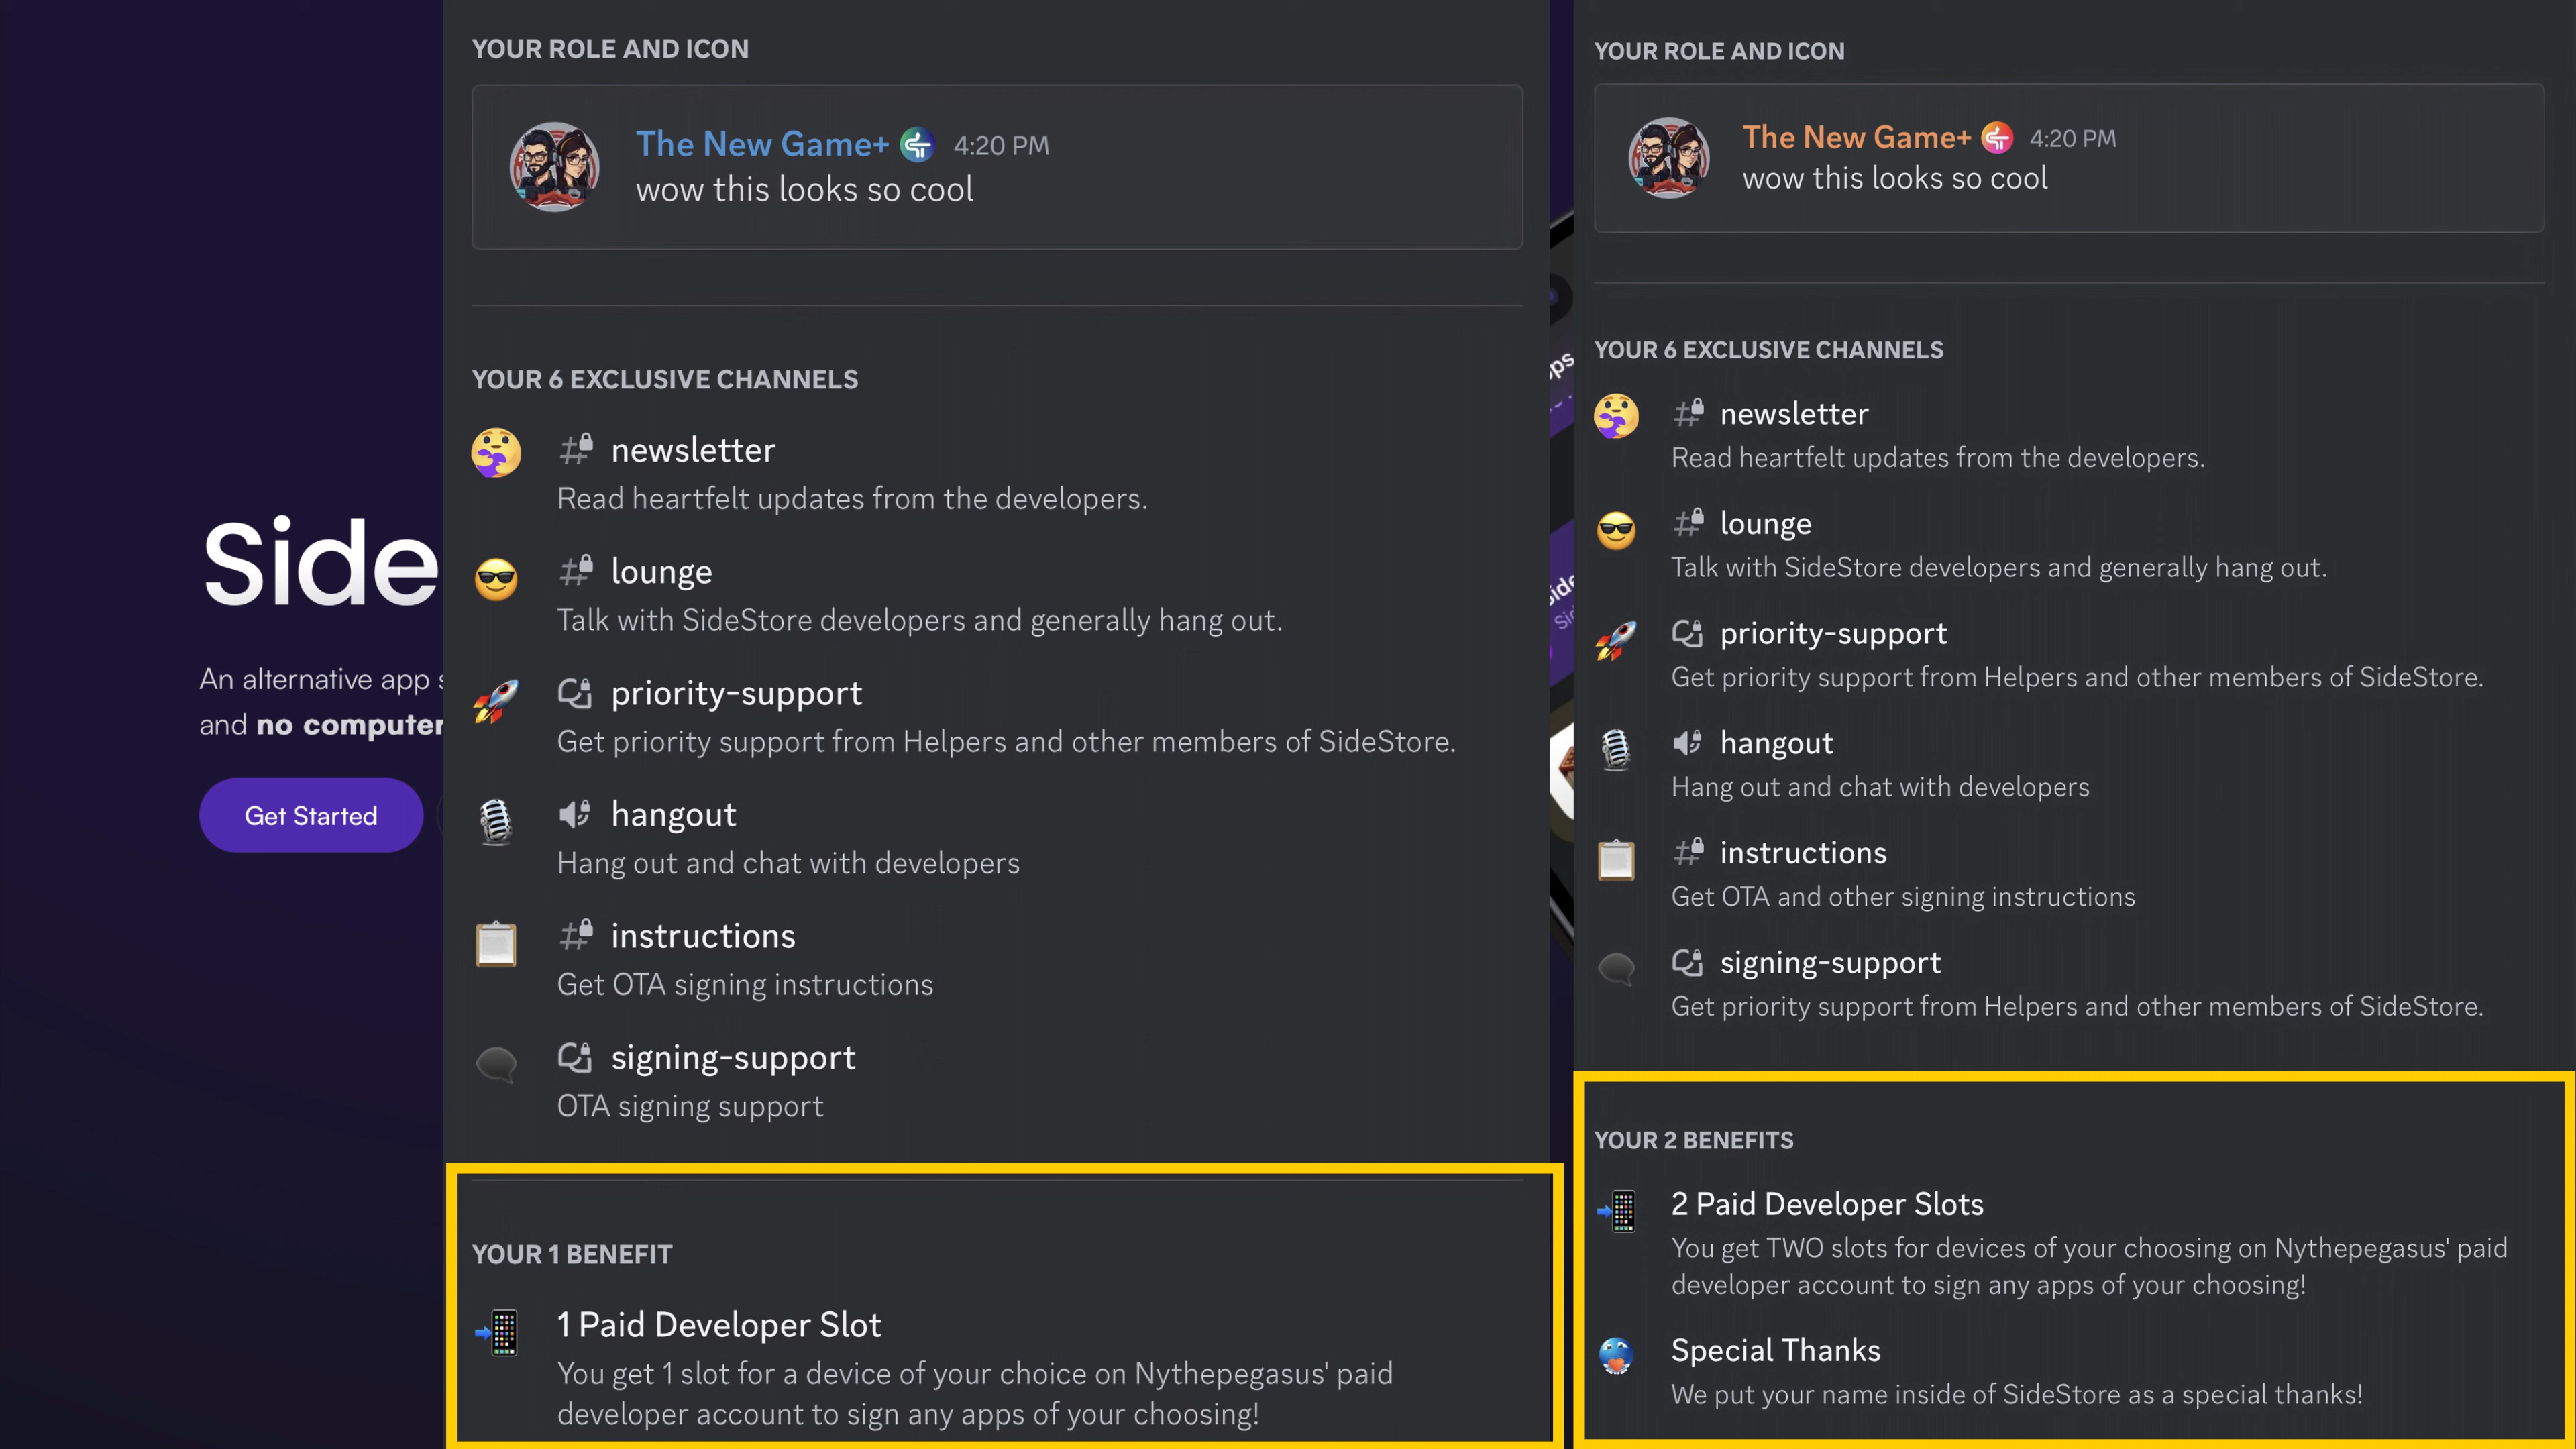 Side
An alternative app s
and no computer
Get Started
YOUR ROLE AND ICON
The New Game+ 4:20 PM
wow this looks so cool
YOUR 6 EXCLUSIVE CHANNELS
newsletter
Read heartfelt updates from the developers.
lounge
Talk with SideStore developers and generally hang out.
priority-support
Get priority support from Helpers and other members of SideStore.
hangout
Hang out and chat with developers
instructions
Get OTA signing instructions
signing-support
OTA signing support
YOUR 1 BENEFIT
1 Paid Developer Slot
You get 1 slot for a device of your choice on Nythepegasus' paid
developer account to sign any apps of your choosing!
YOUR ROLE AND ICON
The New Game+ 4:20 PM
wow this looks so cool
YOUR 6 EXCLUSIVE CHANNELS
newsletter
Read heartfelt updates from the developers.
lounge
Talk with SideStore developers and generally hang out.
priority-support
Get priority support from Helpers and other members of SideStore.
hangout
Hang out and chat with developers
instructions
Get OTA and other signing instructions
signing-support
Get priority support from Helpers and other members of SideStore.
YOUR 2 BENEFITS
2 Paid Developer Slots
You get TWO slots for devices of your choosing on Nythepegasus' paid
developer account to sign any apps of your choosing!
Special Thanks
We put your name inside of SideStore as a special thanks!